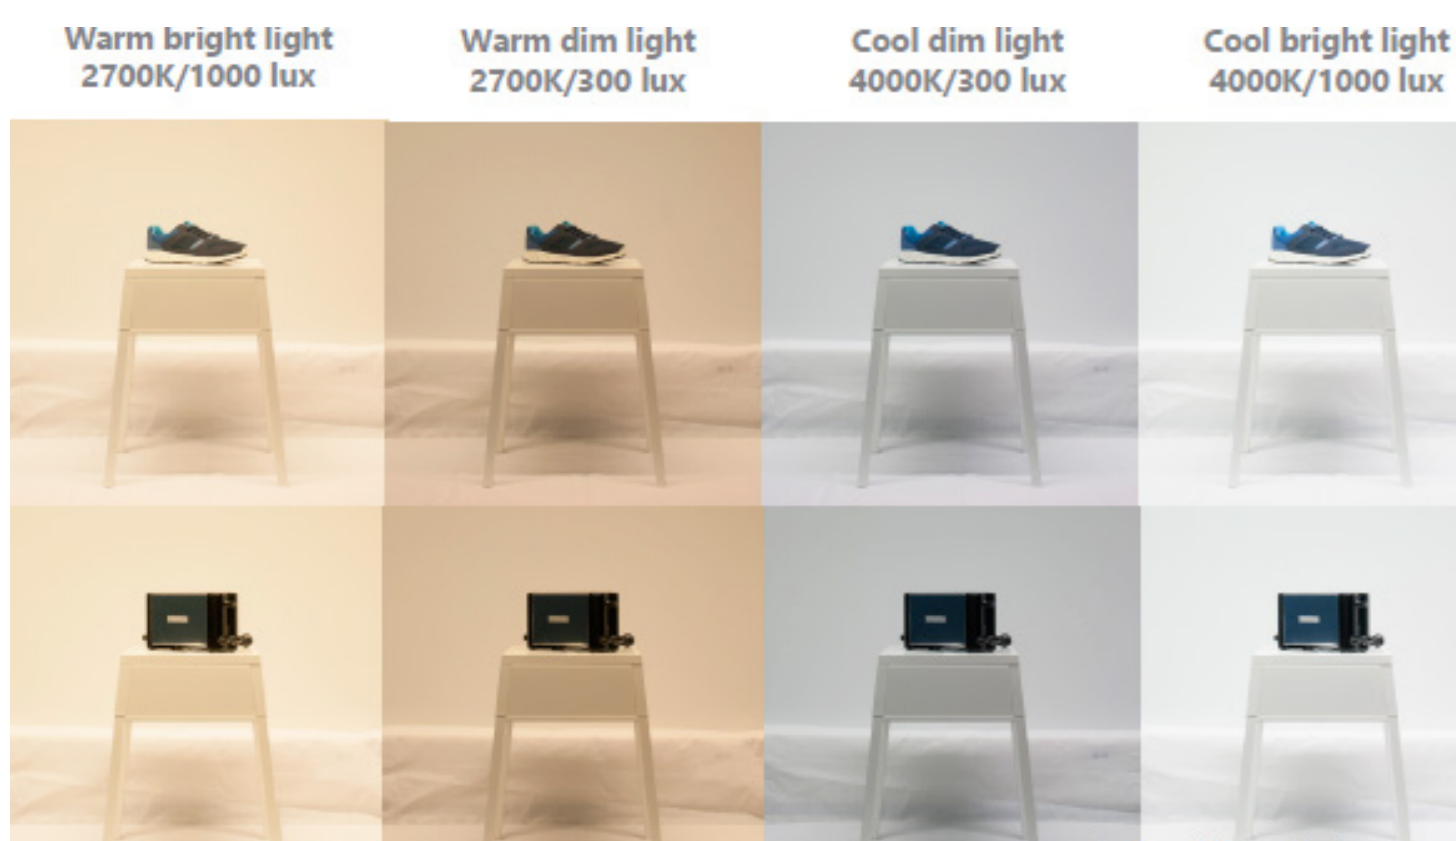 Warm bright light
2700K/1000 lux
Warm dim light
2700K/300 lux
Cool dim light
4000K/300 lux
Cool bright light
4000K/1000 lux